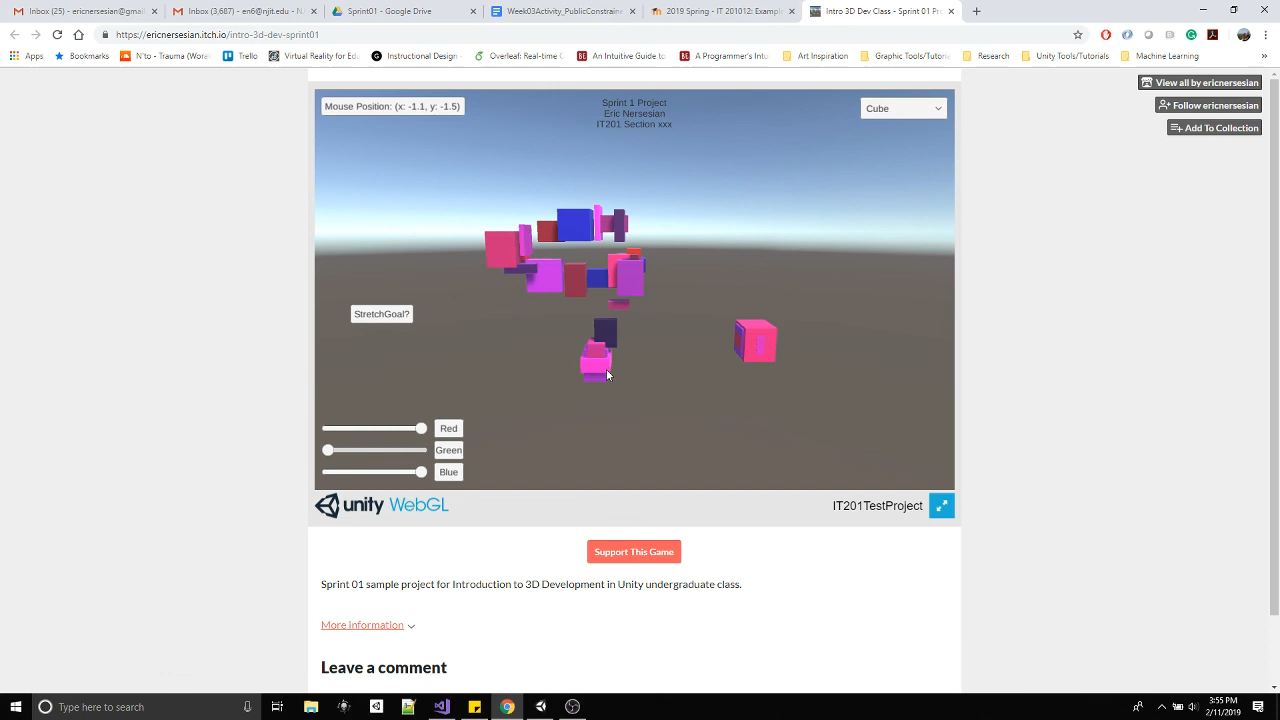 Inbox (25) - ericnersesian@gmail
Inbox (3,687) - en6@njit.edu - N
Sprint01 - Google Drive
Week03Activity_PublicConstraine
2019 Spring - IT 201012: Exampl
Intro 3D Dev Class - Sprint 01 Pr
https://ericnersesian.itch.io/intro-3d-dev-sprint01
Apps
Bookmarks
N'to - Trauma (Wore
Trello
Virtual Reality for Ed
Instructional Design
Overleaf: Real-time C
An Intuitive Guide to
A Programmer's Intu
Art Inspiration
Graphic Tools/Tutori
Research
Unity Tools/Tutorials
Machine Learning
View all by ericnersesian
Follow ericnersesian
Add To Collection
Mouse Position: (x: -1.1, y: -1.5)
Sprint 1 Project
Eric Nersesian
IT201 Section xxx
Cube
StretchGoal?
Red
Green
Blue
unity WebGL
IT201TestProject
Support This Game
Sprint 01 sample project for Introduction to 3D Development in Unity undergraduate class.
More information
Leave a comment
Type here to search
3:55 PM
2/11/2019